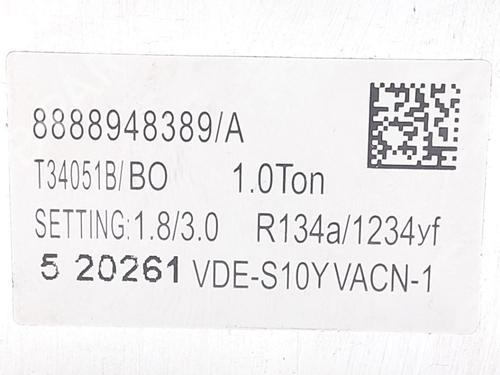 8888948389/A
T34051B/BO 1.0Ton
SETTING:1.8/3.0 R134a/1234yf
5 20261 VDE-S10YVACN-1